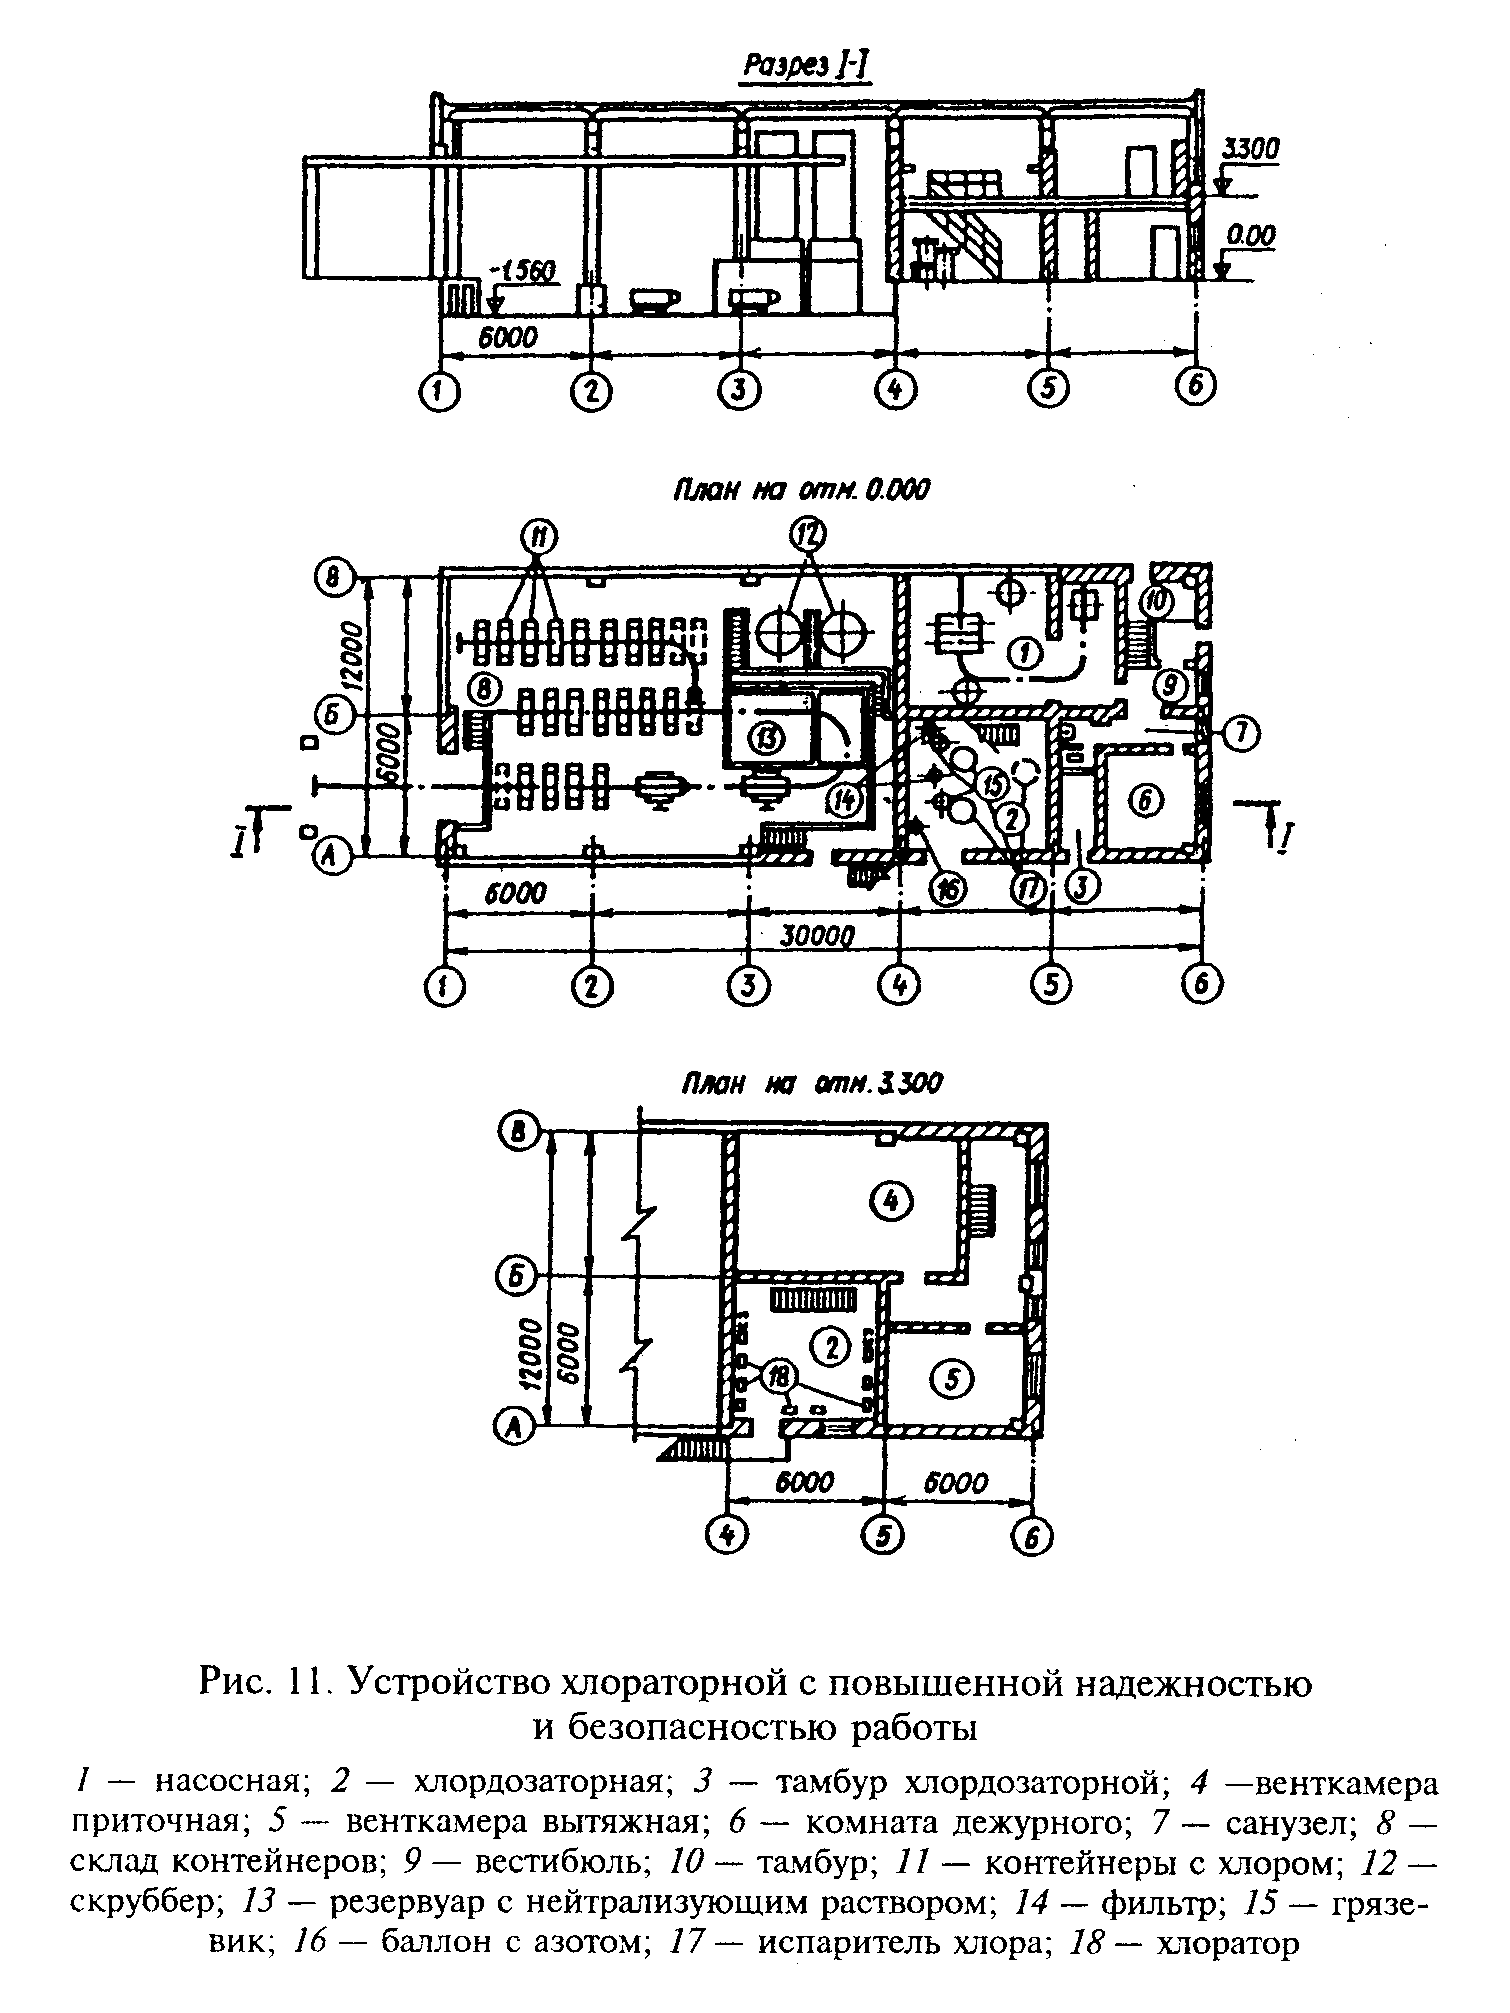 Разрез I-I
3300
0.00
-1560
6000
1 2 3 4 5 6
План на отм. 0.000
11 12
8
12000
6000
Б
А
I I
8 13 14 1 10 9 7 15 2 6
16 17 3
6000
30000
1 2 3 4 5 6
План на отм. 3.300
В
Б
А
12000
6000
4
2
18
5
6000 6000
4 5 6
Рис. 11. Устройство хлораторной с повышенной надежностью
и безопасностью работы
1 — насосная; 2 — хлордозаторная; 3 — тамбур хлордозаторной; 4 —венткамера
приточная; 5 — венткамера вытяжная; 6 — комната дежурного; 7 — санузел; 8 —
склад контейнеров; 9 — вестибюль; 10 — тамбур; 11 — контейнеры с хлором; 12 —
скруббер; 13 — резервуар с нейтрализующим раствором; 14 — фильтр; 15 — грязе-
вик; 16 — баллон с азотом; 17 — испаритель хлора; 18 — хлоратор